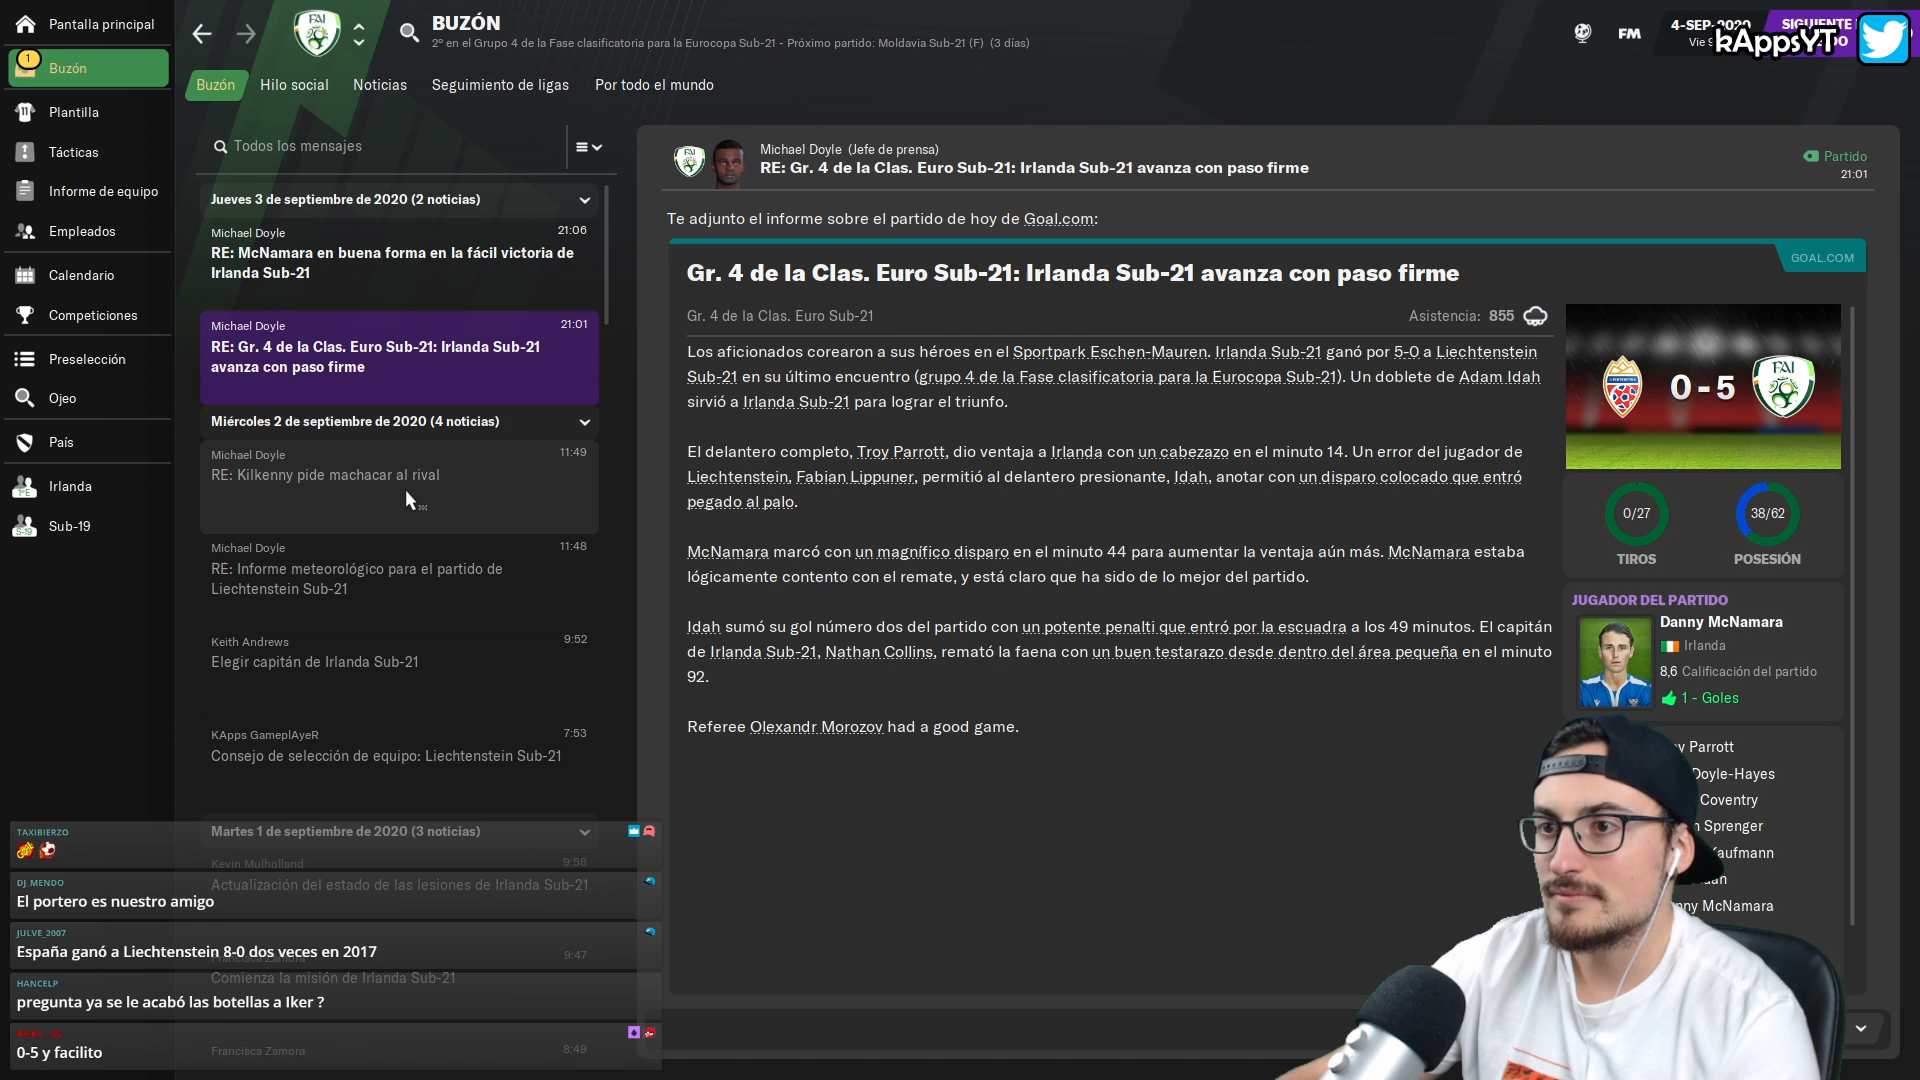 Pantalla principal
1
Buzón
Plantilla
Tácticas
Informe de equipo
Empleados
Calendario
Competiciones
Preselección
Ojeo
País
Irlanda
Sub-19
BUZÓN
2º en el Grupo 4 de la Fase clasificatoria para la Eurocopa Sub-21 - Próximo partido: Moldavia Sub-21 (F) (3 días)
FM
4-SEP-2020
SIGUIENTE
kAppsYT
Buzón
Hilo social
Noticias
Seguimiento de ligas
Por todo el mundo
Todos los mensajes
Jueves 3 de septiembre de 2020 (2 noticias)
Michael Doyle
21:06
RE: McNamara en buena forma en la fácil victoria de
Irlanda Sub-21
Michael Doyle
21:01
RE: Gr. 4 de la Clas. Euro Sub-21: Irlanda Sub-21
avanza con paso firme
Miércoles 2 de septiembre de 2020 (4 noticias)
Michael Doyle
11:49
RE: Kilkenny pide machacar al rival
Michael Doyle
11:48
RE: Informe meteorológico para el partido de
Liechtenstein Sub-21
Keith Andrews
9:52
Elegir capitán de Irlanda Sub-21
KApps GameplAyeR
7:53
Consejo de selección de equipo: Liechtenstein Sub-21
Martes 1 de septiembre de 2020 (3 noticias)
Kevin Mulholland
9:58
Actualización del estado de las lesiones de Irlanda Sub-21
Francisca Zamora
9:47
Comienza la misión de Irlanda Sub-21
Francisca Zamora
8:49
TAXIBIERZO
DJ_MENDO
El portero es nuestro amigo
JULVE_2007
España ganó a Liechtenstein 8-0 dos veces en 2017
HANCELP
pregunta ya se le acabó las botellas a Iker ?
0-5 y facilito
Michael Doyle (Jefe de prensa)
RE: Gr. 4 de la Clas. Euro Sub-21: Irlanda Sub-21 avanza con paso firme
Partido
21:01
Te adjunto el informe sobre el partido de hoy de Goal.com:
GOAL.COM
Gr. 4 de la Clas. Euro Sub-21: Irlanda Sub-21 avanza con paso firme
Gr. 4 de la Clas. Euro Sub-21
Asistencia: 855
Los aficionados corearon a sus héroes en el Sportpark Eschen-Mauren. Irlanda Sub-21 ganó por 5-0 a Liechtenstein
Sub-21 en su último encuentro (grupo 4 de la Fase clasificatoria para la Eurocopa Sub-21). Un doblete de Adam Idah
sirvió a Irlanda Sub-21 para lograr el triunfo.
El delantero completo, Troy Parrott, dio ventaja a Irlanda con un cabezazo en el minuto 14. Un error del jugador de
Liechtenstein, Fabian Lippuner, permitió al delantero presionante, Idah, anotar con un disparo colocado que entró
pegado al palo.
McNamara marcó con un magnífico disparo en el minuto 44 para aumentar la ventaja aún más. McNamara estaba
lógicamente contento con el remate, y está claro que ha sido de lo mejor del partido.
Idah sumó su gol número dos del partido con un potente penalti que entró por la escuadra a los 49 minutos. El capitán
de Irlanda Sub-21, Nathan Collins, remató la faena con un buen testarazo desde dentro del área pequeña en el minuto
92.
Referee Olexandr Morozov had a good game.
0 - 5
FAI
0/27
TIROS
38/62
POSESIÓN
JUGADOR DEL PARTIDO
Danny McNamara
Irlanda
8,6 Calificación del partido
1 - Goles
y Parrott
Doyle-Hayes
Coventry
Sprenger
aufmann
McNamara